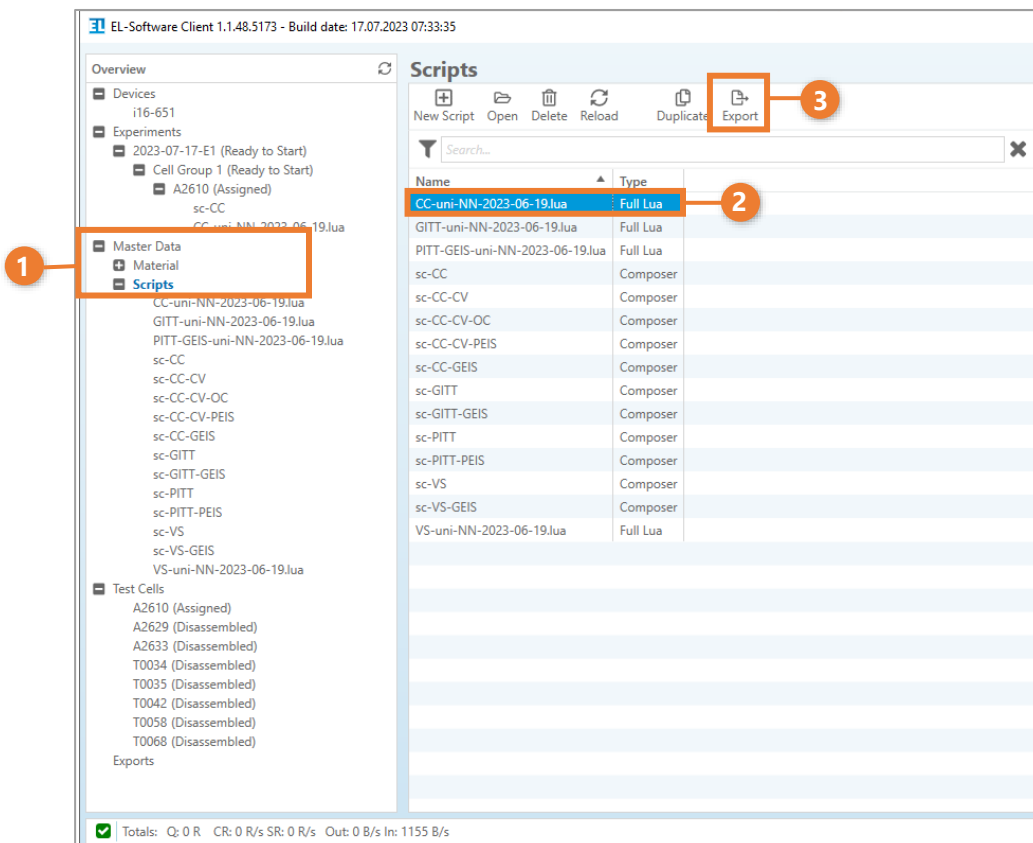 EL-Software Client 1.1.48.5173 - Build date: 17.07.2023 07:33:35
Overview
Devices
i16-651
Experiments
2023-07-17-E1 (Ready to Start)
Cell Group 1 (Ready to Start)
A2610 (Assigned)
sc-CC
CC-uni-NN-2023-06-19.lua
1
Master Data
Material
Scripts
CC-uni-NN-2023-06-19.lua
GITT-uni-NN-2023-06-19.lua
PITT-GEIS-uni-NN-2023-06-19.lua
sc-CC
sc-CC-CV
sc-CC-CV-OC
sc-CC-CV-PEIS
sc-CC-GEIS
sc-GITT
sc-GITT-GEIS
sc-PITT
sc-PITT-PEIS
sc-VS
sc-VS-GEIS
VS-uni-NN-2023-06-19.lua
Test Cells
A2610 (Assigned)
A2629 (Disassembled)
A2633 (Disassembled)
T0034 (Disassembled)
T0035 (Disassembled)
T0042 (Disassembled)
T0058 (Disassembled)
T0068 (Disassembled)
Exports
Scripts
New Script Open Delete Reload Duplicate Export
3
Search...
Name Type
CC-uni-NN-2023-06-19.lua Full Lua
2
GITT-uni-NN-2023-06-19.lua Full Lua
PITT-GEIS-uni-NN-2023-06-19.lua Full Lua
sc-CC Composer
sc-CC-CV Composer
sc-CC-CV-OC Composer
sc-CC-CV-PEIS Composer
sc-CC-GEIS Composer
sc-GITT Composer
sc-GITT-GEIS Composer
sc-PITT Composer
sc-PITT-PEIS Composer
sc-VS Composer
sc-VS-GEIS Composer
VS-uni-NN-2023-06-19.lua Full Lua
Totals: Q: 0 R CR: 0 R/s SR: 0 R/s Out: 0 B/s In: 1155 B/s